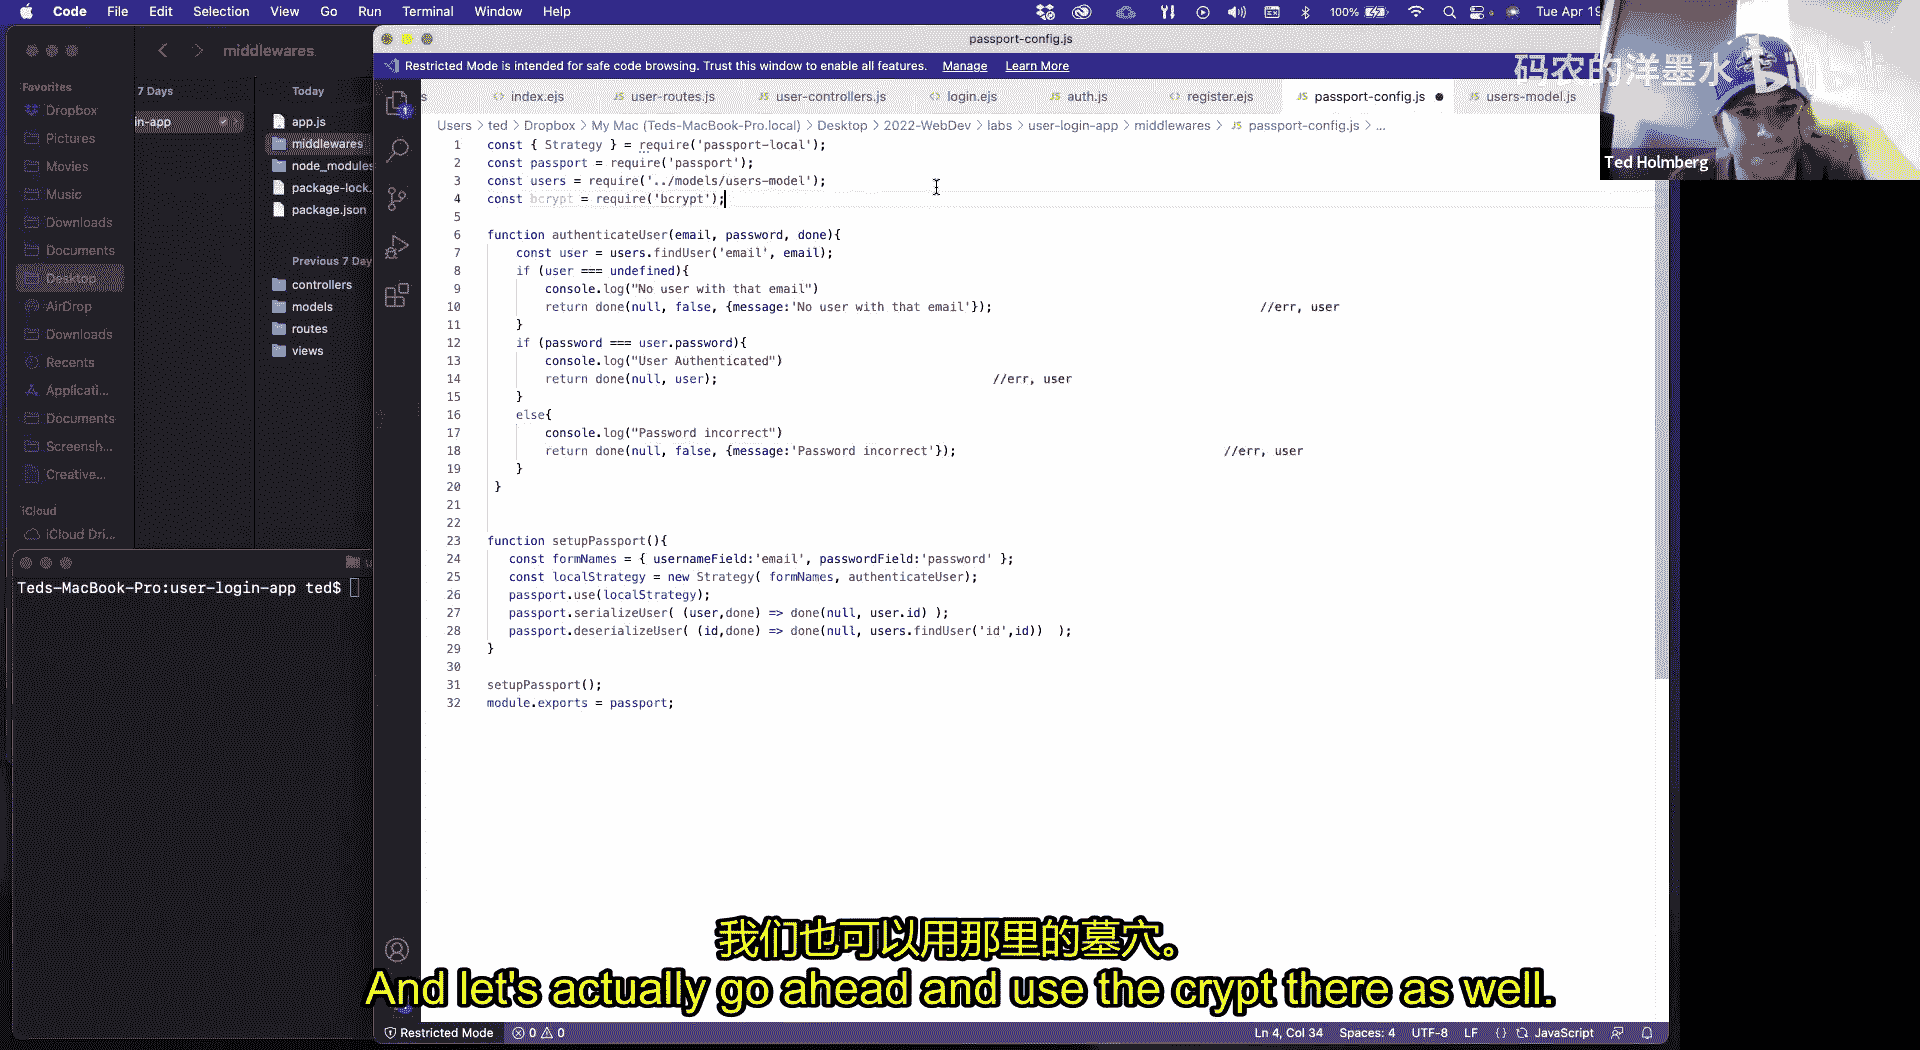 Code File Edit Selection View Go Run Terminal Window Help 100% Tue Apr 19
middlewares
passport-config.js
Restricted Mode is intended for safe code browsing. Trust this window to enable all features. Manage Learn More
码农的洋墨水
Ted Holmberg
Favorites
Dropbox
Pictures
Movies
Music
Downloads
Documents
Desktop
AirDrop
Downloads
Recents
Applicati...
Documents
Screensh...
Creative...
iCloud
iCloud Dri...
7 Days
in-app
Today
app.js
middlewares
node_modules
package-lock.
package.json
Previous 7 Day
controllers
models
routes
views
Teds-MacBook-Pro:user-login-app ted$
s index.ejs user-routes.js user-controllers.js login.ejs auth.js register.ejs passport-config.js users-model.js
Users > ted > Dropbox > My Mac (Teds-MacBook-Pro.local) > Desktop > 2022-WebDev > labs > user-login-app > middlewares > JS passport-config.js > ...
1 const { Strategy } = require('passport-local');
2 const passport = require('passport');
3 const users = require('../models/users-model');
4 const bcrypt = require('bcrypt');
5
6 function authenticateUser(email, password, done){
7 const user = users.findUser('email', email);
8 if (user === undefined){
9 console.log("No user with that email")
10 return done(null, false, {message:'No user with that email'}); //err, user
11 }
12 if (password === user.password){
13 console.log("User Authenticated")
14 return done(null, user); //err, user
15 }
16 else{
17 console.log("Password incorrect")
18 return done(null, false, {message:'Password incorrect'}); //err, user
19 }
20 }
21
22
23 function setupPassport(){
24 const formNames = { usernameField:'email', passwordField:'password' };
25 const localStrategy = new Strategy( formNames, authenticateUser);
26 passport.use(localStrategy);
27 passport.serializeUser( (user,done) => done(null, user.id) );
28 passport.deserializeUser( (id,done) => done(null, users.findUser('id',id)) );
29 }
30
31 setupPassport();
32 module.exports = passport;
我们也可以用那里的墓穴。
And let's actually go ahead and use the crypt there as well.
Restricted Mode 0 0 Ln 4, Col 34 Spaces: 4 UTF-8 LF {} JavaScript